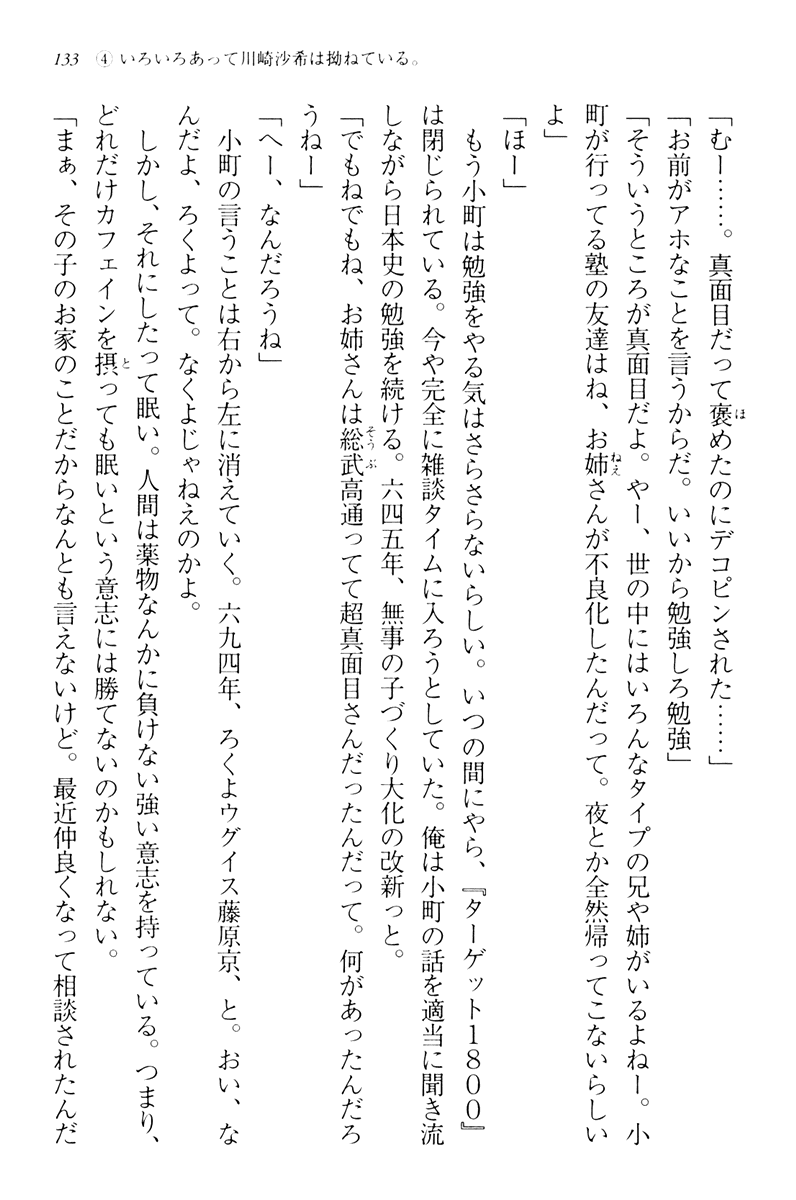 133 ④ いろいろあって川崎沙希は拗ねている。
「むー……。真面目だって褒めたのにデコピンされた……」
「お前がアホなことを言うからだ。いいから勉強しろ勉強」
「そういうところが真面目だよ。やー、世の中にはいろんなタイプの兄や姉がいるよねー。小
町が行ってる塾の友達はね、お姉さんが不良化したんだって。夜とか全然帰ってこないらしい
よ」
「ほー」
もう小町は勉強をやる気はさらさらないらしい。いつの間にやら、『ターゲット1800』
は閉じられている。今や完全に雑談タイムに入ろうとしていた。俺は小町の話を適当に聞き流
しながら日本史の勉強を続ける。六四五年、無事の子づくり大化の改新っと。
「でもねでもね、お姉さんは総武高通ってて超真面目さんだったんだって。何があったんだろ
うねー」
「へー、なんだろうね」
小町の言うことは右から左に消えていく。六九四年、ろくよウグイス藤原京、と。おい、な
んだよ、ろくよって。なくよじゃねえのかよ。
しかし、それにしたって眠い。人間は薬物なんかに負けない強い意志を持っている。つまり、
どれだけカフェインを摂っても眠いという意志には勝てないのかもしれない。
「まぁ、その子のお家のことだからなんとも言えないけど。最近仲良くなって相談されたんだ